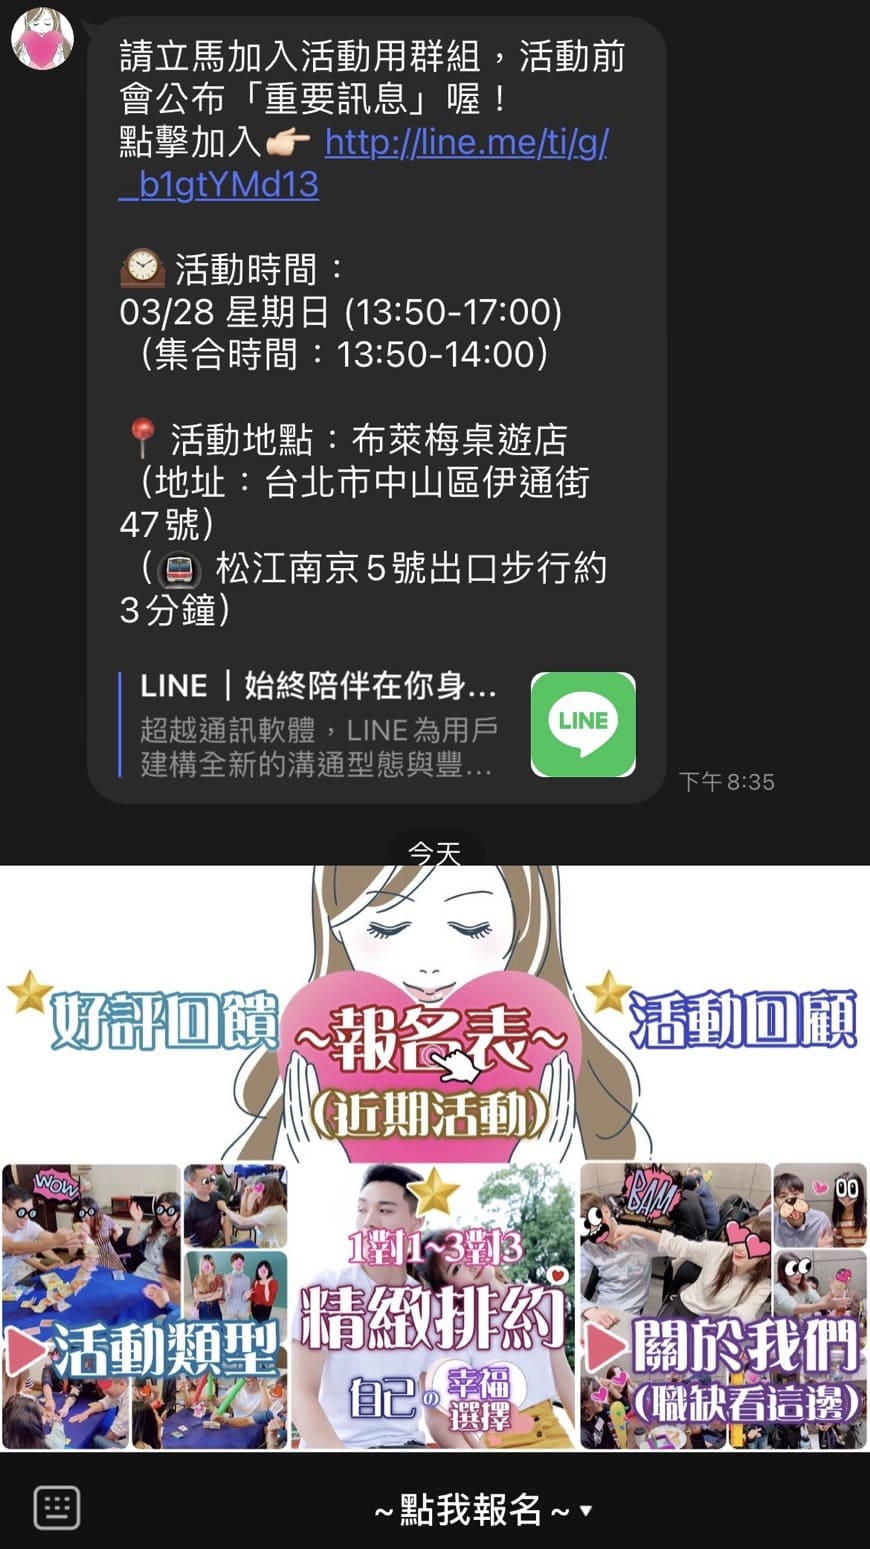 請立馬加入活動用群組，活動前
會公布「重要訊息」喔！
點擊加入👉🏻 http://line.me/ti/g/
_b1gtYMd13
🕰 活動時間：
03/28 星期日 (13:50-17:00)
（集合時間：13:50-14:00）
📍 活動地點：布萊梅桌遊店
（地址：台北市中山區伊通街
47號）
（🚇 松江南京5號出口步行約
3分鐘）
LINE｜始終陪伴在你身...
超越通訊軟體，LINE為用戶
建構全新的溝通型態與豐...
LINE
下午8:35
今天
好評回饋
~報名表~
(近期活動)
活動回顧
WOW
活動類型
1對1~3對3
精緻排約
自己の幸福
選擇
BAM
關於我們
(職缺看這邊)
~點我報名~ ▾